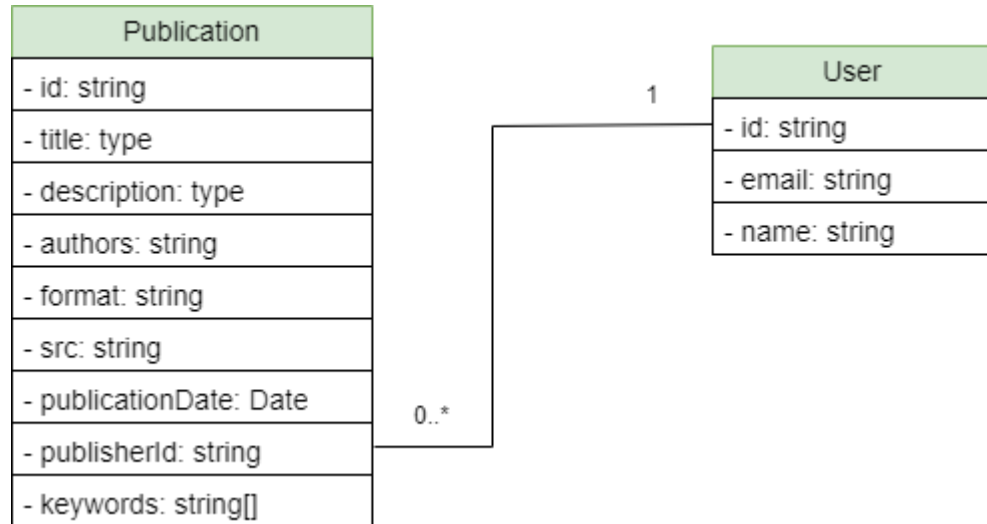 Publication
- id: string
- title: type
- description: type
- authors: string
- format: string
- src: string
- publicationDate: Date
- publisherId: string
- keywords: string[]
0..*
1
User
- id: string
- email: string
- name: string